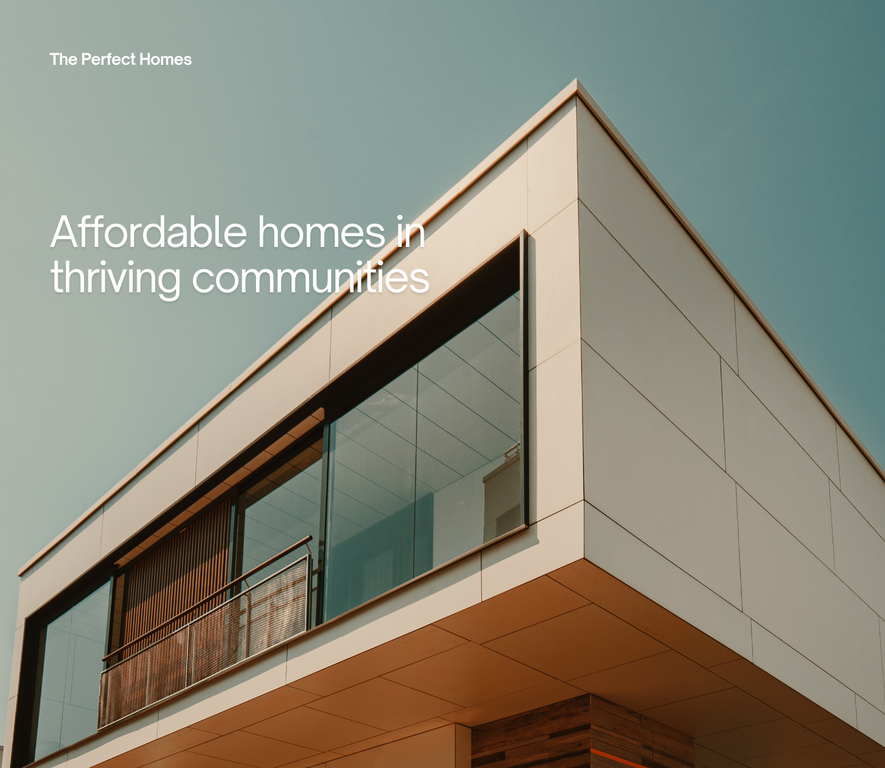 The Perfect Homes
Affordable homes in
thriving communities